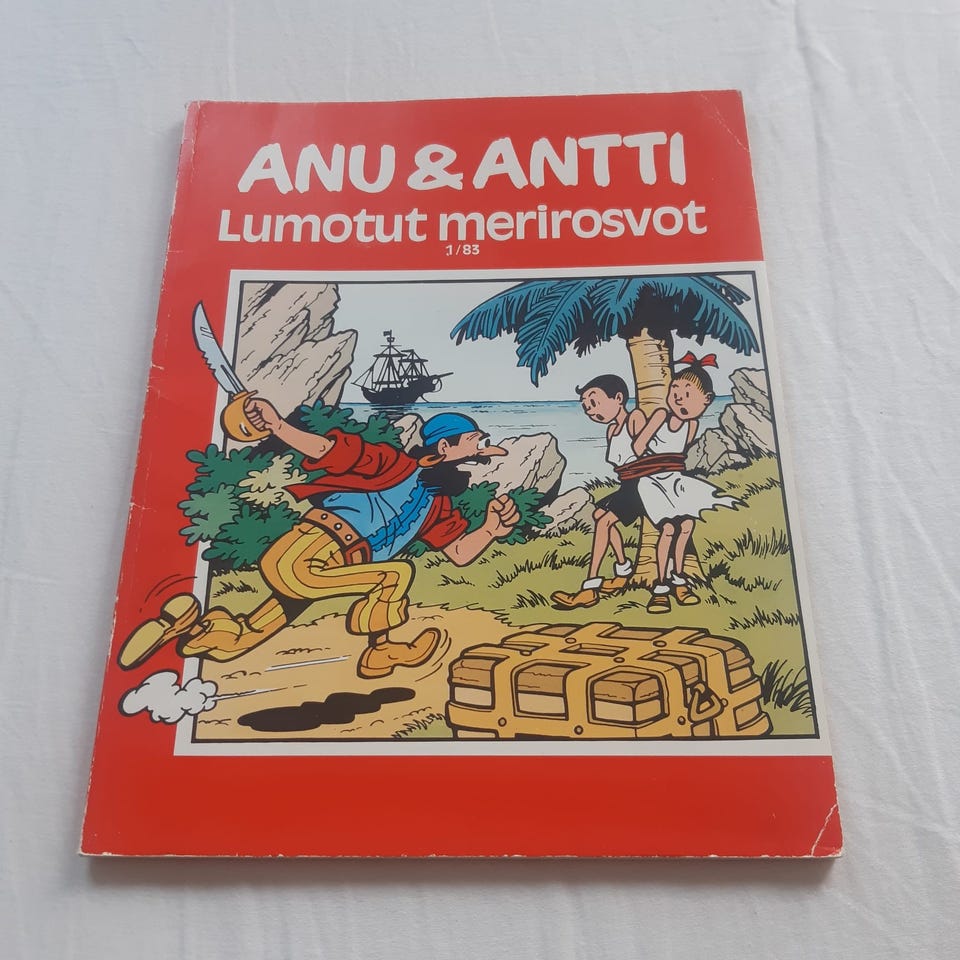 ANU & ANTTI
Lumotut merirosvot
1/83